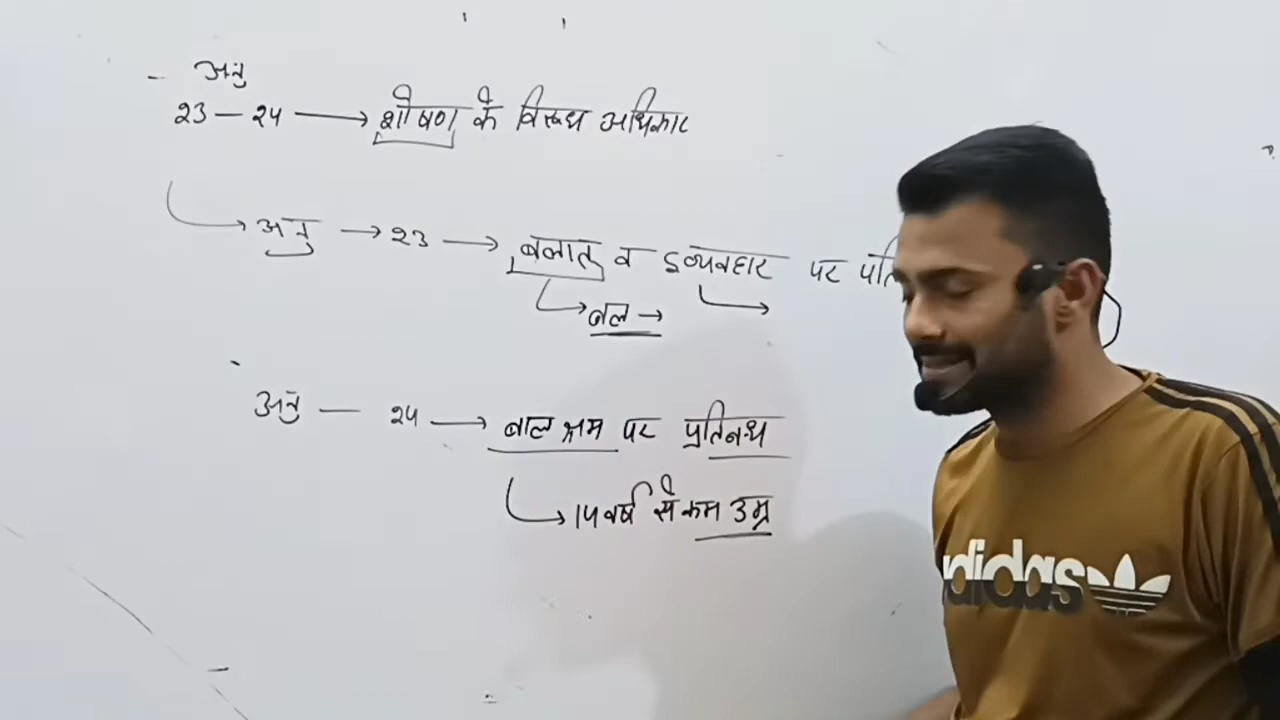 - अनु
23 — 24 → शोषण के विरूध अधिकार
अनु → 23 → बलात् व दुव्यवहार पर
बल →
अनु — 24 → बाल श्रम पर प्रतिबन्ध
14 वर्ष से कम उम्र
adidas